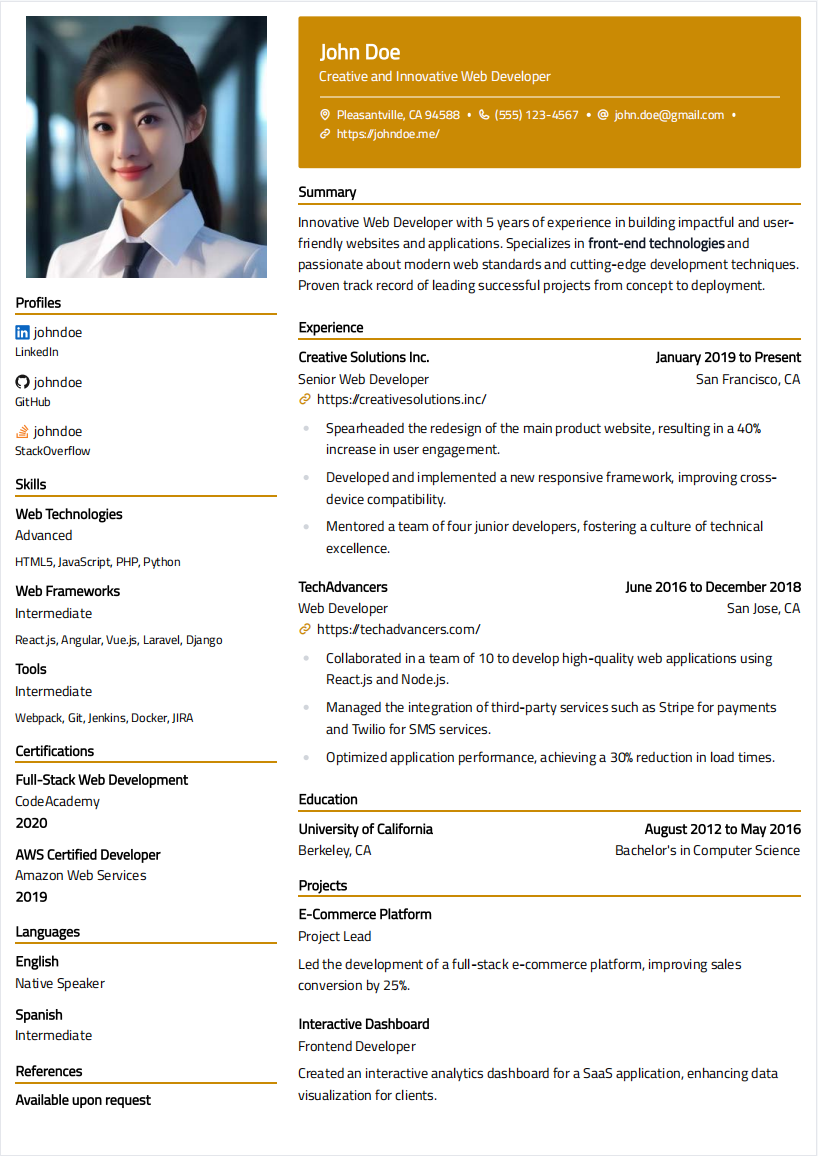 John Doe
Creative and Innovative Web Developer
Pleasantville, CA 94588 • (555) 123-4567 • john.doe@gmail.com •
https://johndoe.me/
Profiles
johndoe
LinkedIn
johndoe
GitHub
johndoe
StackOverflow
Skills
Web Technologies
Advanced
HTML5, JavaScript, PHP, Python
Web Frameworks
Intermediate
React.js, Angular, Vue.js, Laravel, Django
Tools
Intermediate
Webpack, Git, Jenkins, Docker, JIRA
Certifications
Full-Stack Web Development
CodeAcademy
2020
AWS Certified Developer
Amazon Web Services
2019
Languages
English
Native Speaker
Spanish
Intermediate
References
Available upon request
Summary
Innovative Web Developer with 5 years of experience in building impactful and user-
friendly websites and applications. Specializes in front-end technologies and
passionate about modern web standards and cutting-edge development techniques.
Proven track record of leading successful projects from concept to deployment.
Experience
Creative Solutions Inc. January 2019 to Present
Senior Web Developer San Francisco, CA
https://creativesolutions.inc/
• Spearheaded the redesign of the main product website, resulting in a 40%
increase in user engagement.
• Developed and implemented a new responsive framework, improving cross-
device compatibility.
• Mentored a team of four junior developers, fostering a culture of technical
excellence.
TechAdvancers June 2016 to December 2018
Web Developer San Jose, CA
https://techadvancers.com/
• Collaborated in a team of 10 to develop high-quality web applications using
React.js and Node.js.
• Managed the integration of third-party services such as Stripe for payments
and Twilio for SMS services.
• Optimized application performance, achieving a 30% reduction in load times.
Education
University of California August 2012 to May 2016
Berkeley, CA Bachelor's in Computer Science
Projects
E-Commerce Platform
Project Lead
Led the development of a full-stack e-commerce platform, improving sales
conversion by 25%.
Interactive Dashboard
Frontend Developer
Created an interactive analytics dashboard for a SaaS application, enhancing data
visualization for clients.